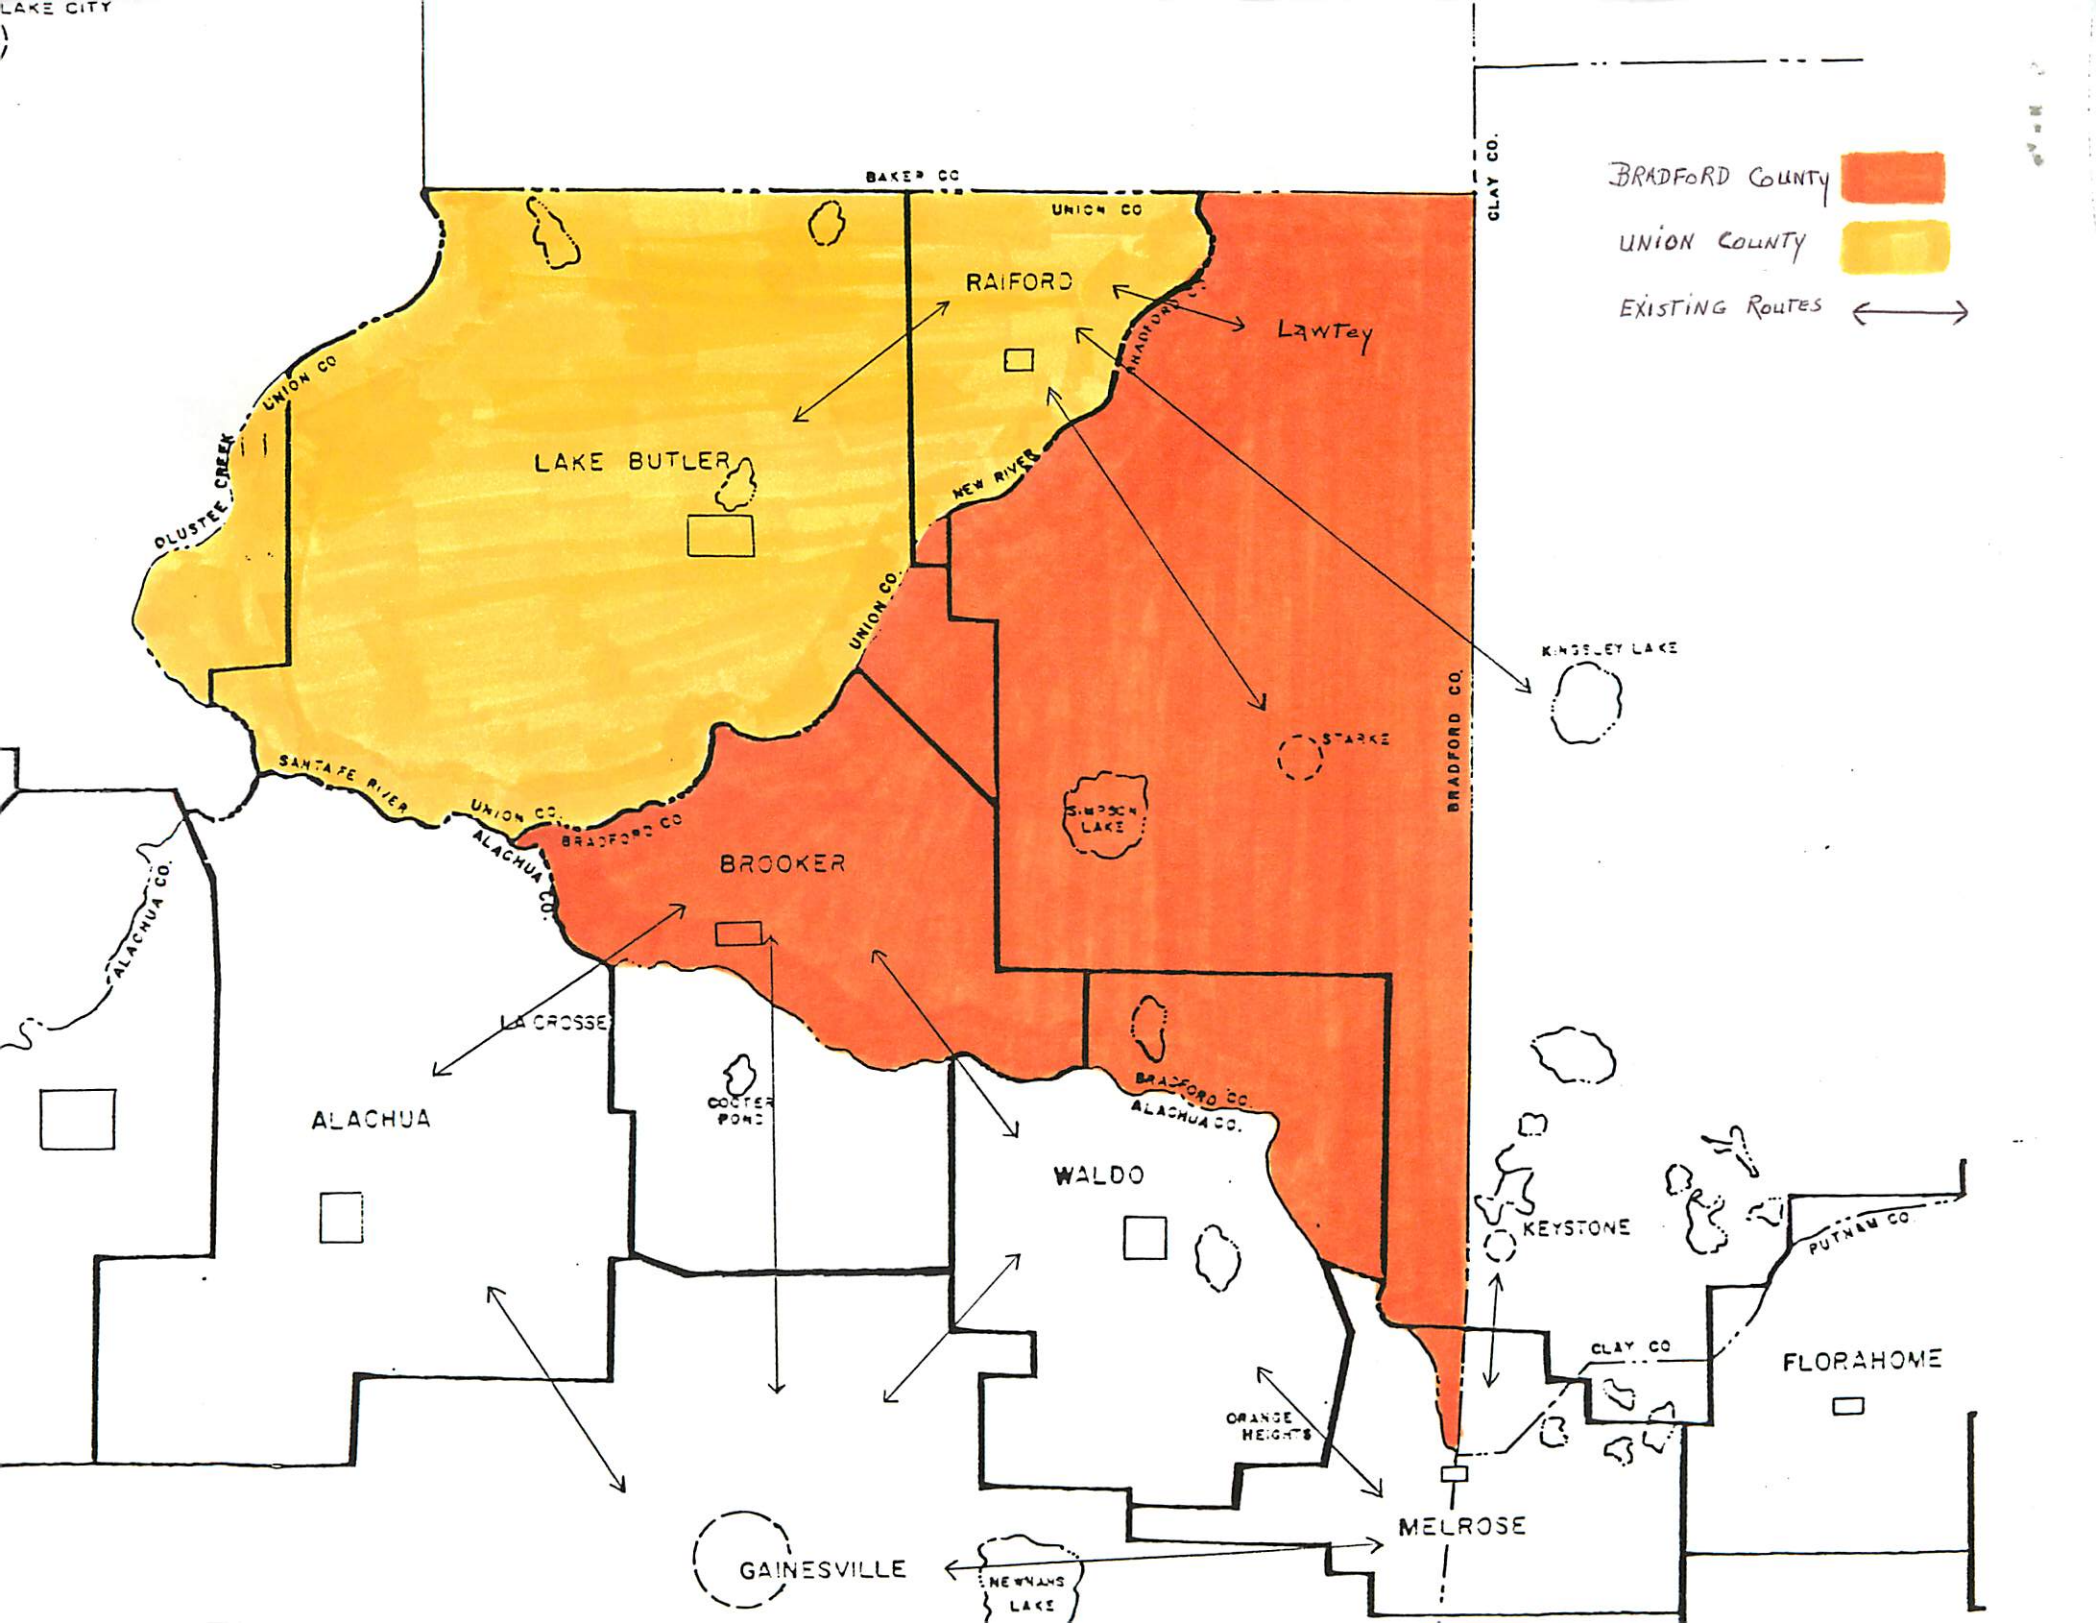 LAKE CITY
BAKER CO
CLAY CO.
BRADFORD COUNTY
UNION COUNTY
EXISTING ROUTES
UNION CO
RAIFORD
BRADFORD C
Lawtey
UNION CO
LAKE BUTLER
OLUSTEE CREEK
NEW RIVER
UNION CO.
KINGSLEY LAKE
BRADFORD CO.
STARKE
SIMPSON
LAKE
SANTA FE RIVER
UNION CO.
BRADFORD CO
ALACHUA CO.
BROOKER
ALACHUA CO.
LA CROSSE
ALACHUA
COOTER
POND
BRADFORD CO.
ALACHUA CO.
WALDO
KEYSTONE
PUTNAM CO.
CLAY CO
FLORAHOME
ORANGE
HEIGHTS
MELROSE
GAINESVILLE
NEWNANS
LAKE